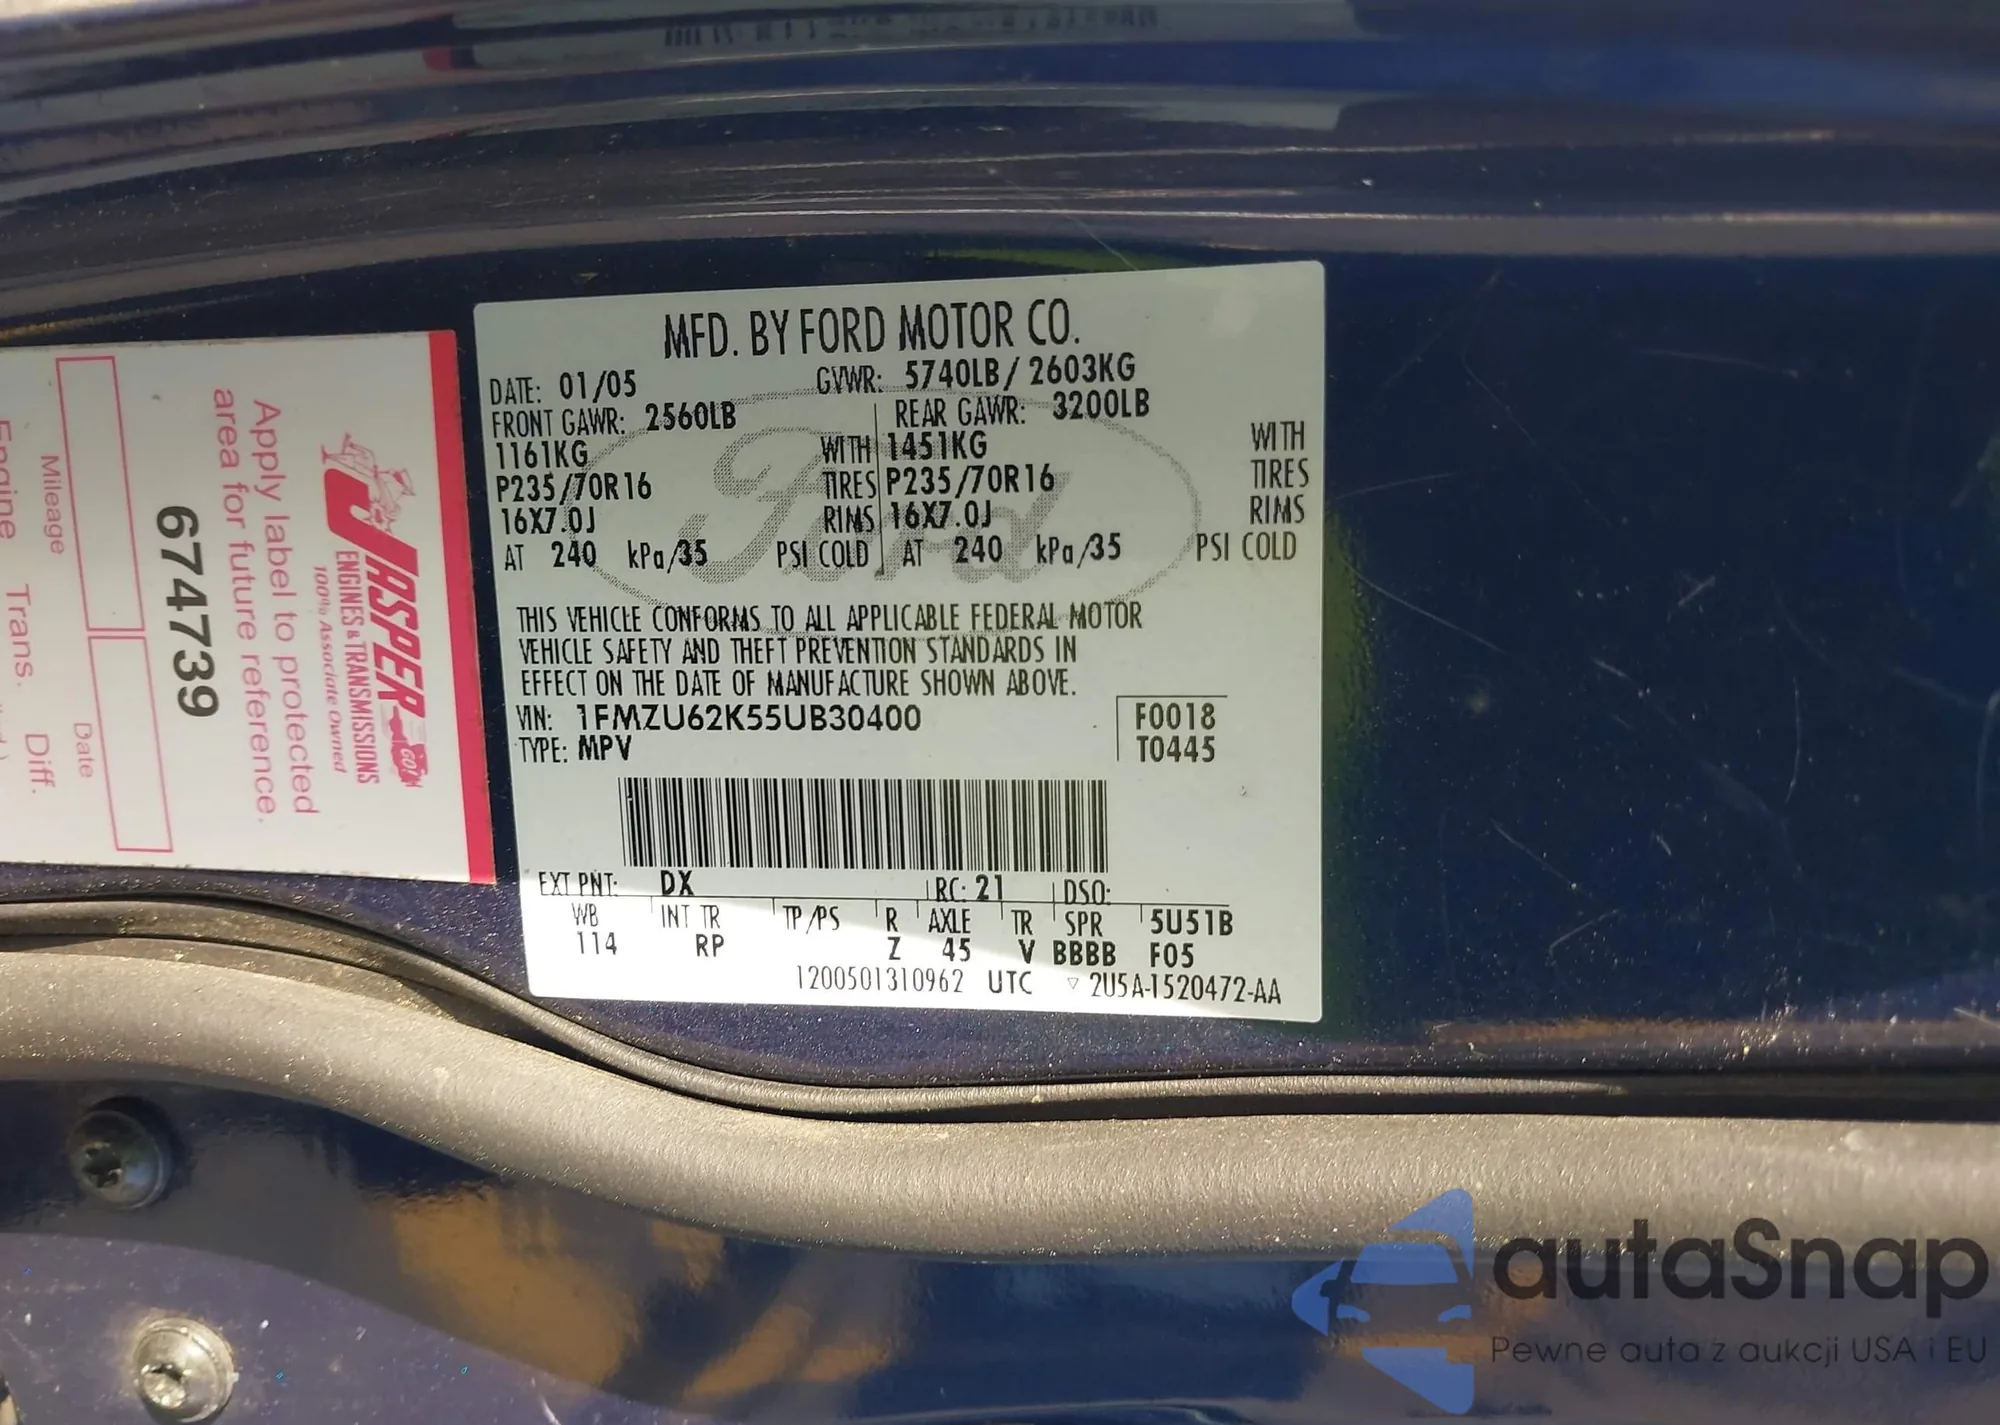 MFD. BY FORD MOTOR CO.
DATE: 01/05 GVWR: 5740LB / 2603KG
FRONT GAWR: 2560LB REAR GAWR: 3200LB
1161KG WITH 1451KG WITH
P235/70R16 TIRES P235/70R16 TIRES
16X7.0J RIMS 16X7.0J RIMS
AT 240 kPa/35 PSI COLD AT 240 kPa/35 PSI COLD
Ford
THIS VEHICLE CONFORMS TO ALL APPLICABLE FEDERAL MOTOR
VEHICLE SAFETY AND THEFT PREVENTION STANDARDS IN
EFFECT ON THE DATE OF MANUFACTURE SHOWN ABOVE.
VIN: 1FMZU62K55UB30400 F0018
TYPE: MPV T0445
EXT PNT: DX RC: 21 DSO:
WB INT TR TP/PS R AXLE TR SPR 5U51B
114 RP Z 45 V BBBB F05
1200501310962 UTC ▽ 2U5A-1520472-AA
JASPER
ENGINES & TRANSMISSIONS
100% Associate Owned
Apply label to protected
area for future reference.
674739
Mileage
Date
Engine Trans. Diff.
autaSnap
Pewne auta z aukcji USA i EU